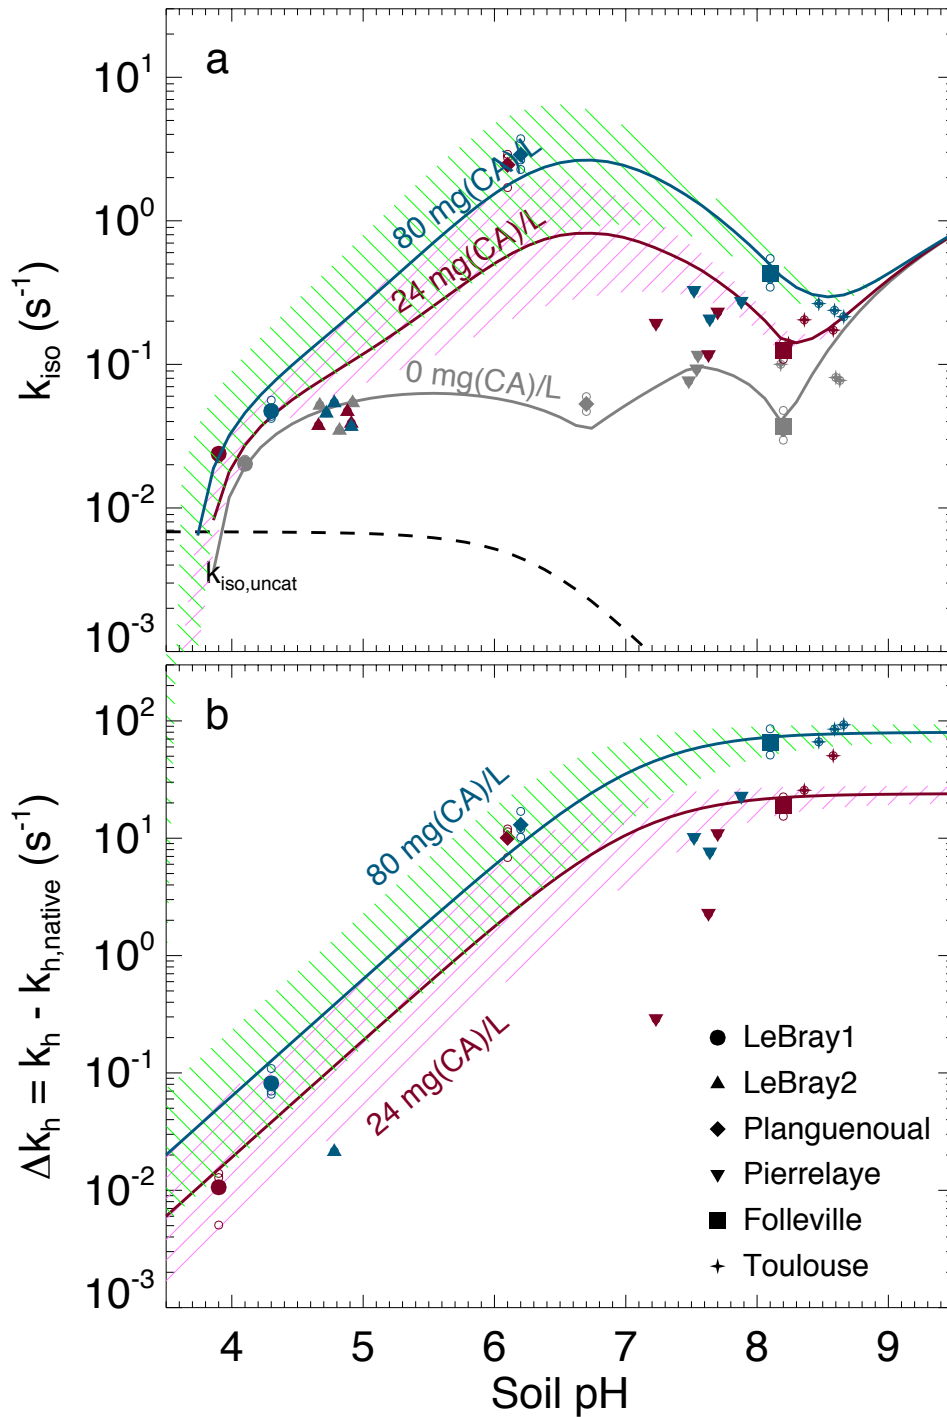 a
10^1
10^0
10^-1
10^-2
10^-3
k_iso (s^-1)
80 mg(CA)/L
24 mg(CA)/L
0 mg(CA)/L
k_iso,uncat
b
10^2
10^1
10^0
10^-1
10^-2
10^-3
Δk_h = k_h - k_h,native (s^-1)
80 mg(CA)/L
24 mg(CA)/L
LeBray1
LeBray2
Planguenoual
Pierrelaye
Folleville
Toulouse
4 5 6 7 8 9
Soil pH